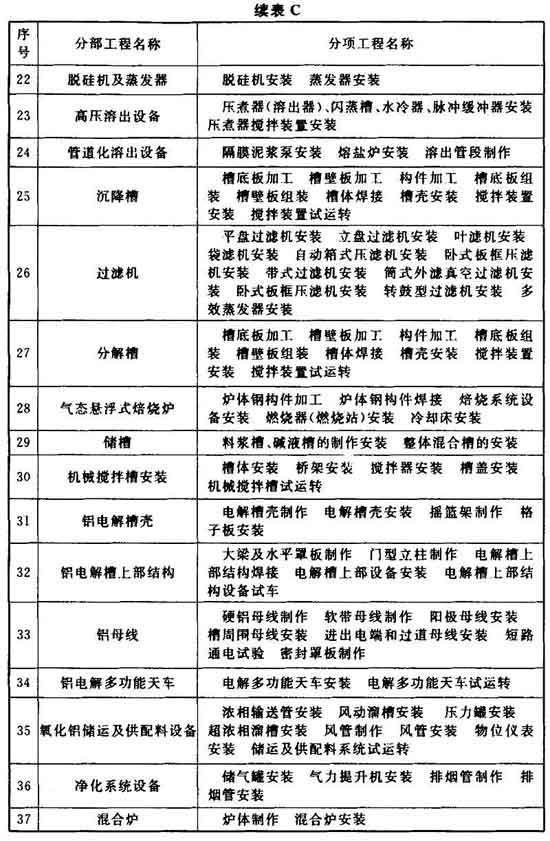 续表 C
序号 分部工程名称 分项工程名称
22 脱硅机及蒸发器 脱硅机安装 蒸发器安装
23 高压溶出设备 压煮器(溶出器)、闪蒸槽、水冷器、脉冲缓冲器安装
压煮器搅拌装置安装
24 管道化溶出设备 隔膜泥浆泵安装 熔盐炉安装 溶出管段制作
25 沉降槽 槽底板加工 槽壁板加工 构件加工 槽底板组
装 槽壁板组装 槽体焊接 槽壳安装 搅拌装置
安装 搅拌装置试运转
26 过滤机 平盘过滤机安装 立盘过滤机安装 叶滤机安装
袋滤机安装 自动箱式压滤机安装 卧式板框压滤
机安装 带式过滤机安装 筒式外滤真空过滤机安
装 卧式板框压滤机安装 转鼓型过滤机安装 多
效蒸发器安装
27 分解槽 槽底板加工 槽壁板加工 构件加工 槽底板组
装 槽壁板组装 槽体焊接 槽壳安装 搅拌装置
安装 搅拌装置试运转
28 气态悬浮式焙烧炉 炉体钢构件加工 炉体钢构件焊接 焙烧系统设
备安装 燃烧器(燃烧站)安装 冷却床安装
29 储槽 料浆槽、碱液槽的制作安装 整体混合槽的安装
30 机械搅拌槽安装 槽体安装 桥架安装 搅拌器安装 槽盖安装
机械搅拌槽试运转
31 铝电解槽壳 电解槽壳制作 电解槽壳安装 摇篮架制作 格
子板安装
32 铝电解槽上部结构 大梁及水平罩板制作 门型立柱制作 电解槽上
部结构焊接 电解槽上部设备安装 电解槽上部结
构设备试车
33 铝母线 硬铝母线制作 软带母线制作 阳极母线安装
槽周围母线安装 进出电端和过道母线安装 短路
通电试验 密封罩板制作
34 铝电解多功能天车 电解多功能天车安装 电解多功能天车试运转
35 氧化铝储运及供配料设备 浓相输送管安装 风动溜槽安装 压力罐安装
超浓相溜槽安装 风管制作 风管安装 物位仪表
安装 储运及供配料系统试运转
36 净化系统设备 储气罐安装 气力提升机安装 排烟管制作 排
烟管安装
37 混合炉 炉体制作 混合炉安装